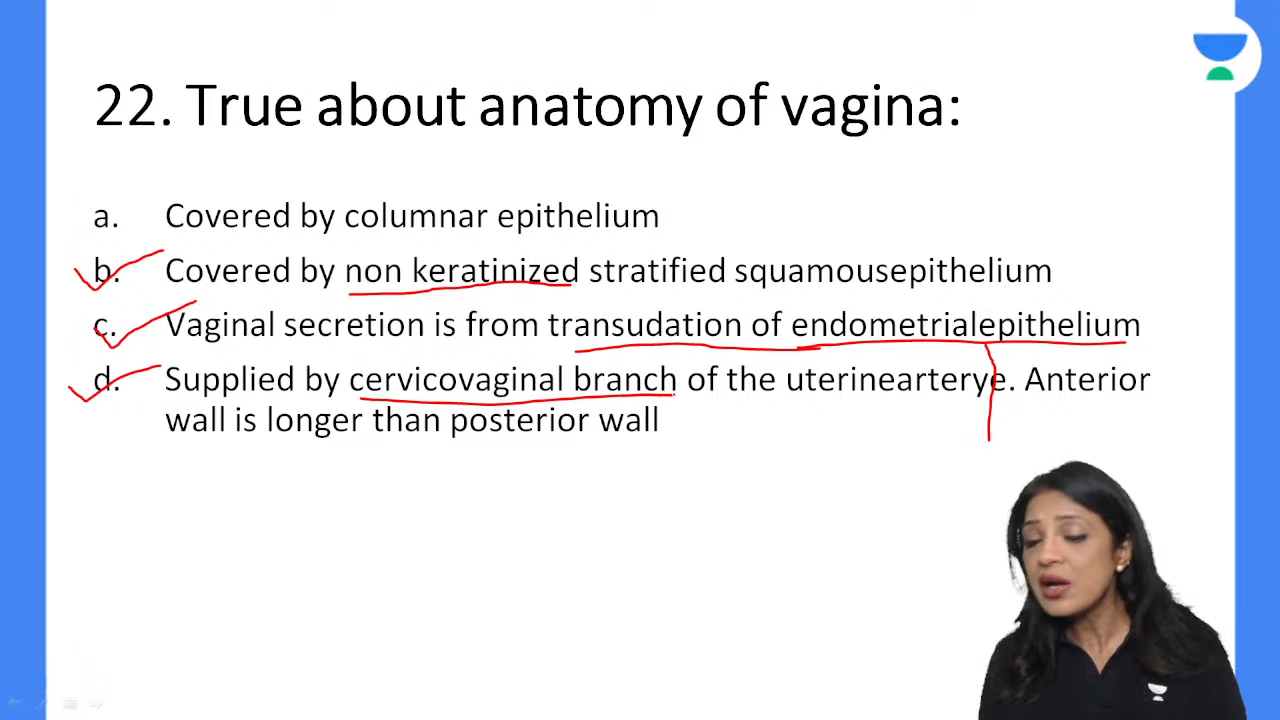 22. True about anatomy of vagina:
a. Covered by columnar epithelium
b. Covered by non keratinized stratified squamousepithelium
c. Vaginal secretion is from transudation of endometrialepithelium
d. Supplied by cervicovaginal branch of the uterinearterye. Anterior
wall is longer than posterior wall